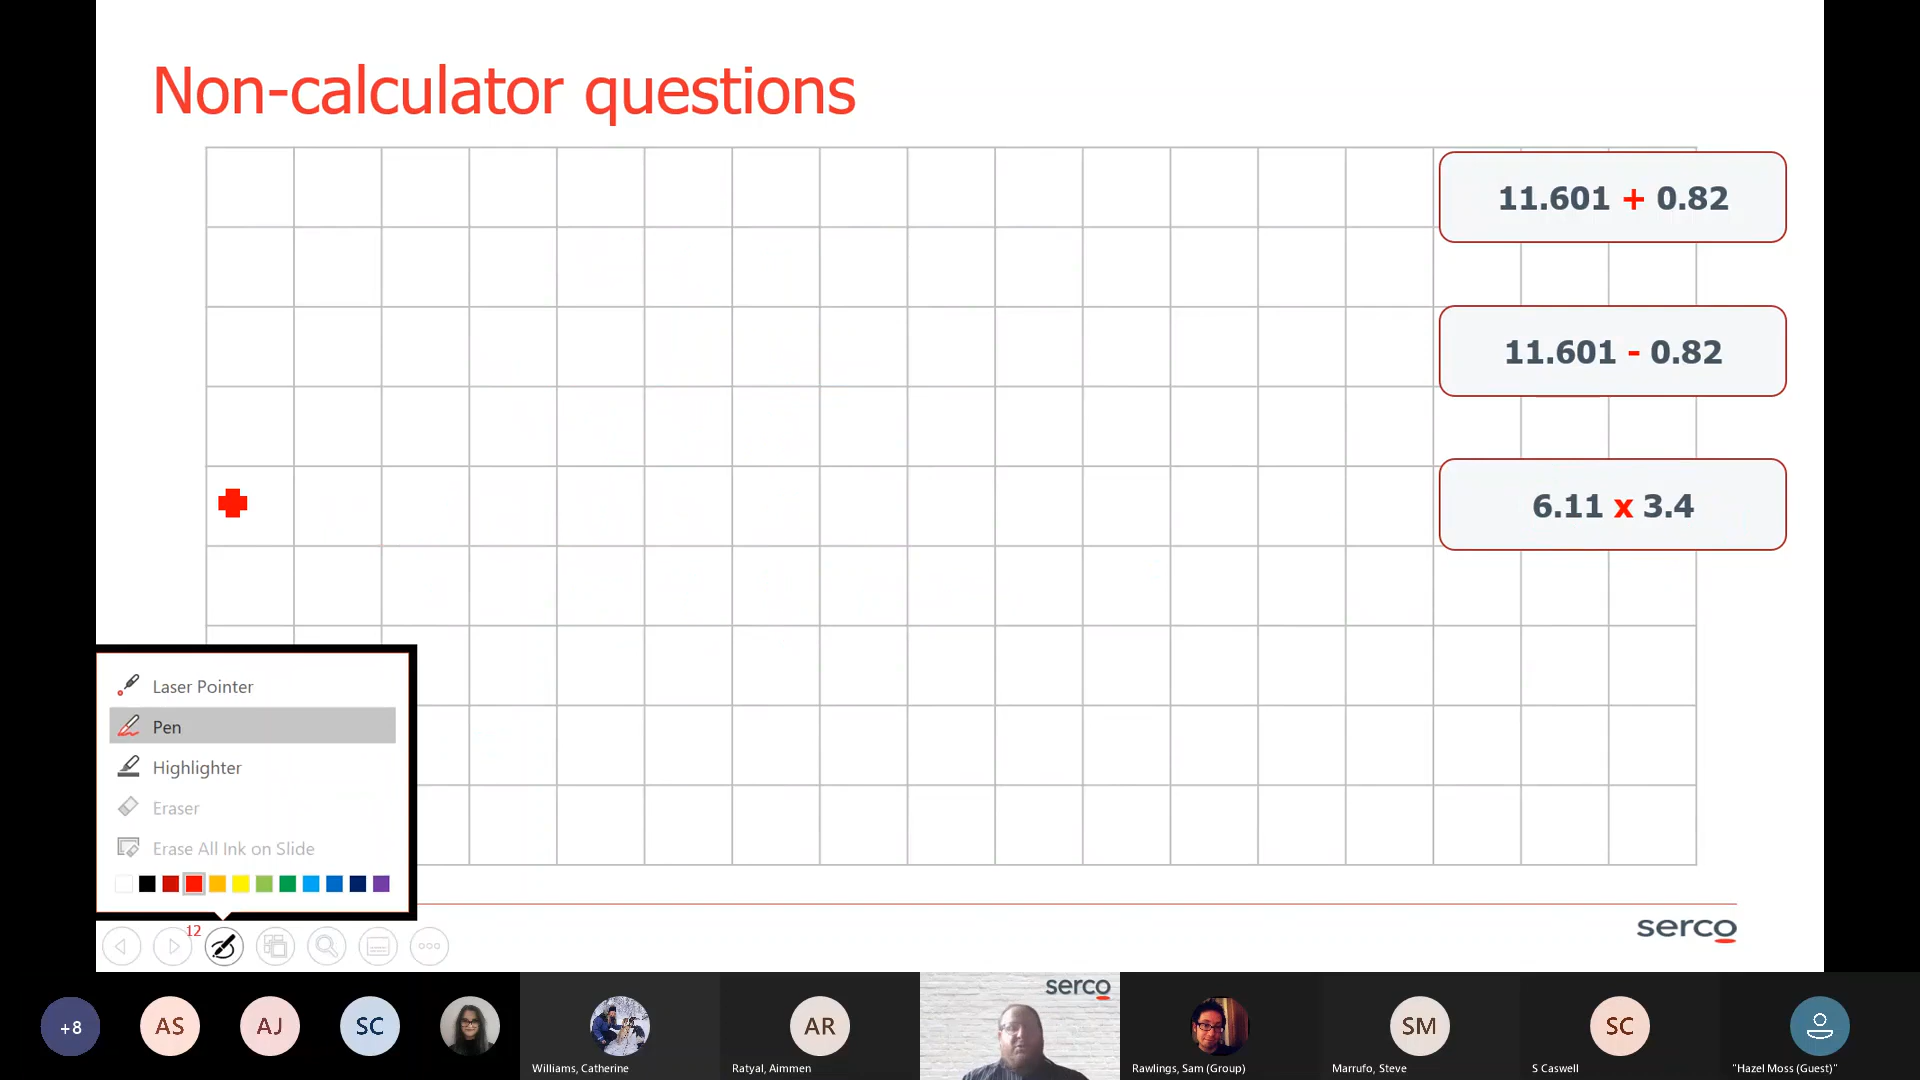 Non-calculator questions
11.601 + 0.82
11.601 - 0.82
6.11 x 3.4
Laser Pointer
Pen
Highlighter
Eraser
Erase All Ink on Slide
12
serco
serco
+8
AS
AJ
SC
AR
SM
SC
Williams, Catherine
Ratyal, Aimmen
Rawlings, Sam (Group)
Marrufo, Steve
S Caswell
"Hazel Moss (Guest)"